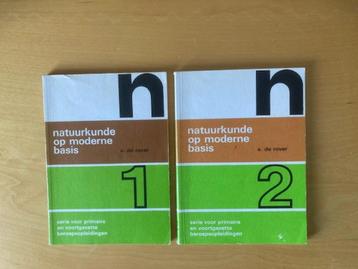 n
natuurkunde
op moderne
basis
e. de rover
1
serie voor primaire
en voortgezette
beroepsopleidingen
n
natuurkunde
op moderne
basis
e. de rover
2
serie voor primaire
en voortgezette
beroepsopleidingen